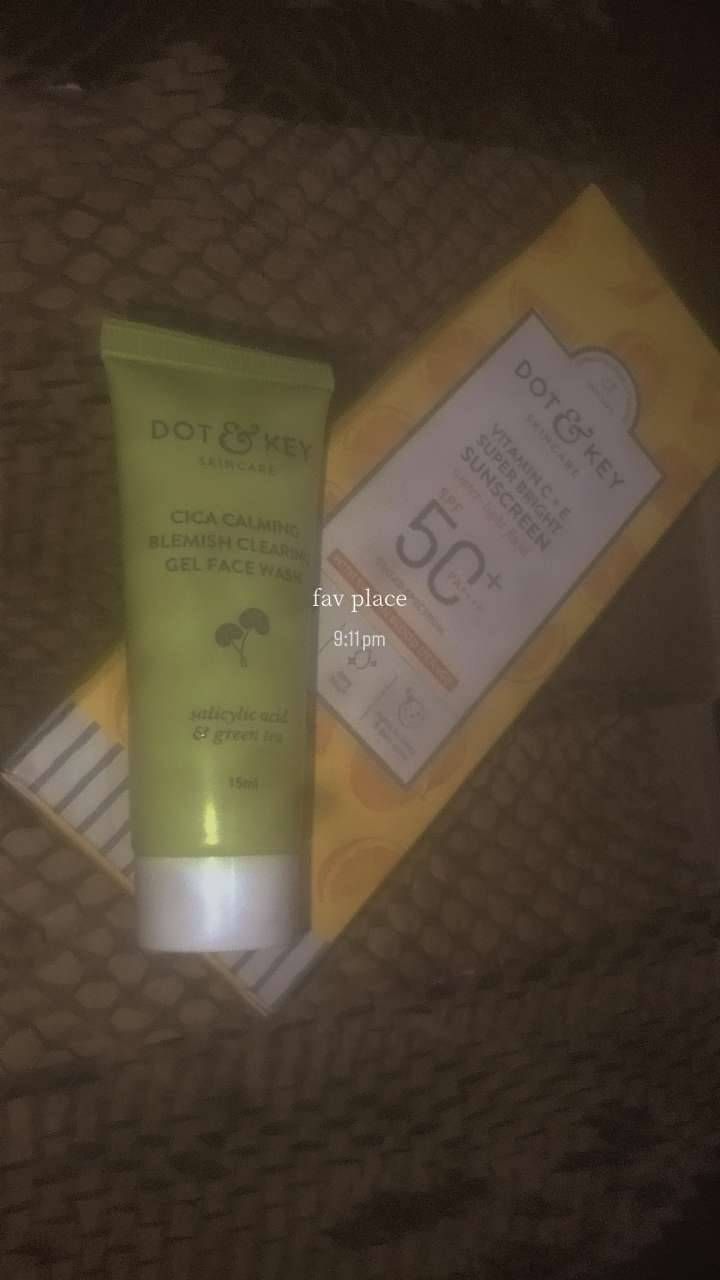 DOT & KEY
SKINCARE
CICA CALMING
BLEMISH CLEARING
GEL FACE WASH
salicylic acid
& green tea
15ml
DOT & KEY
SKINCARE
VITAMIN C + E
SUPER BRIGHT
SUNSCREEN
SPF
50+
PA++++
fav place
9:11pm